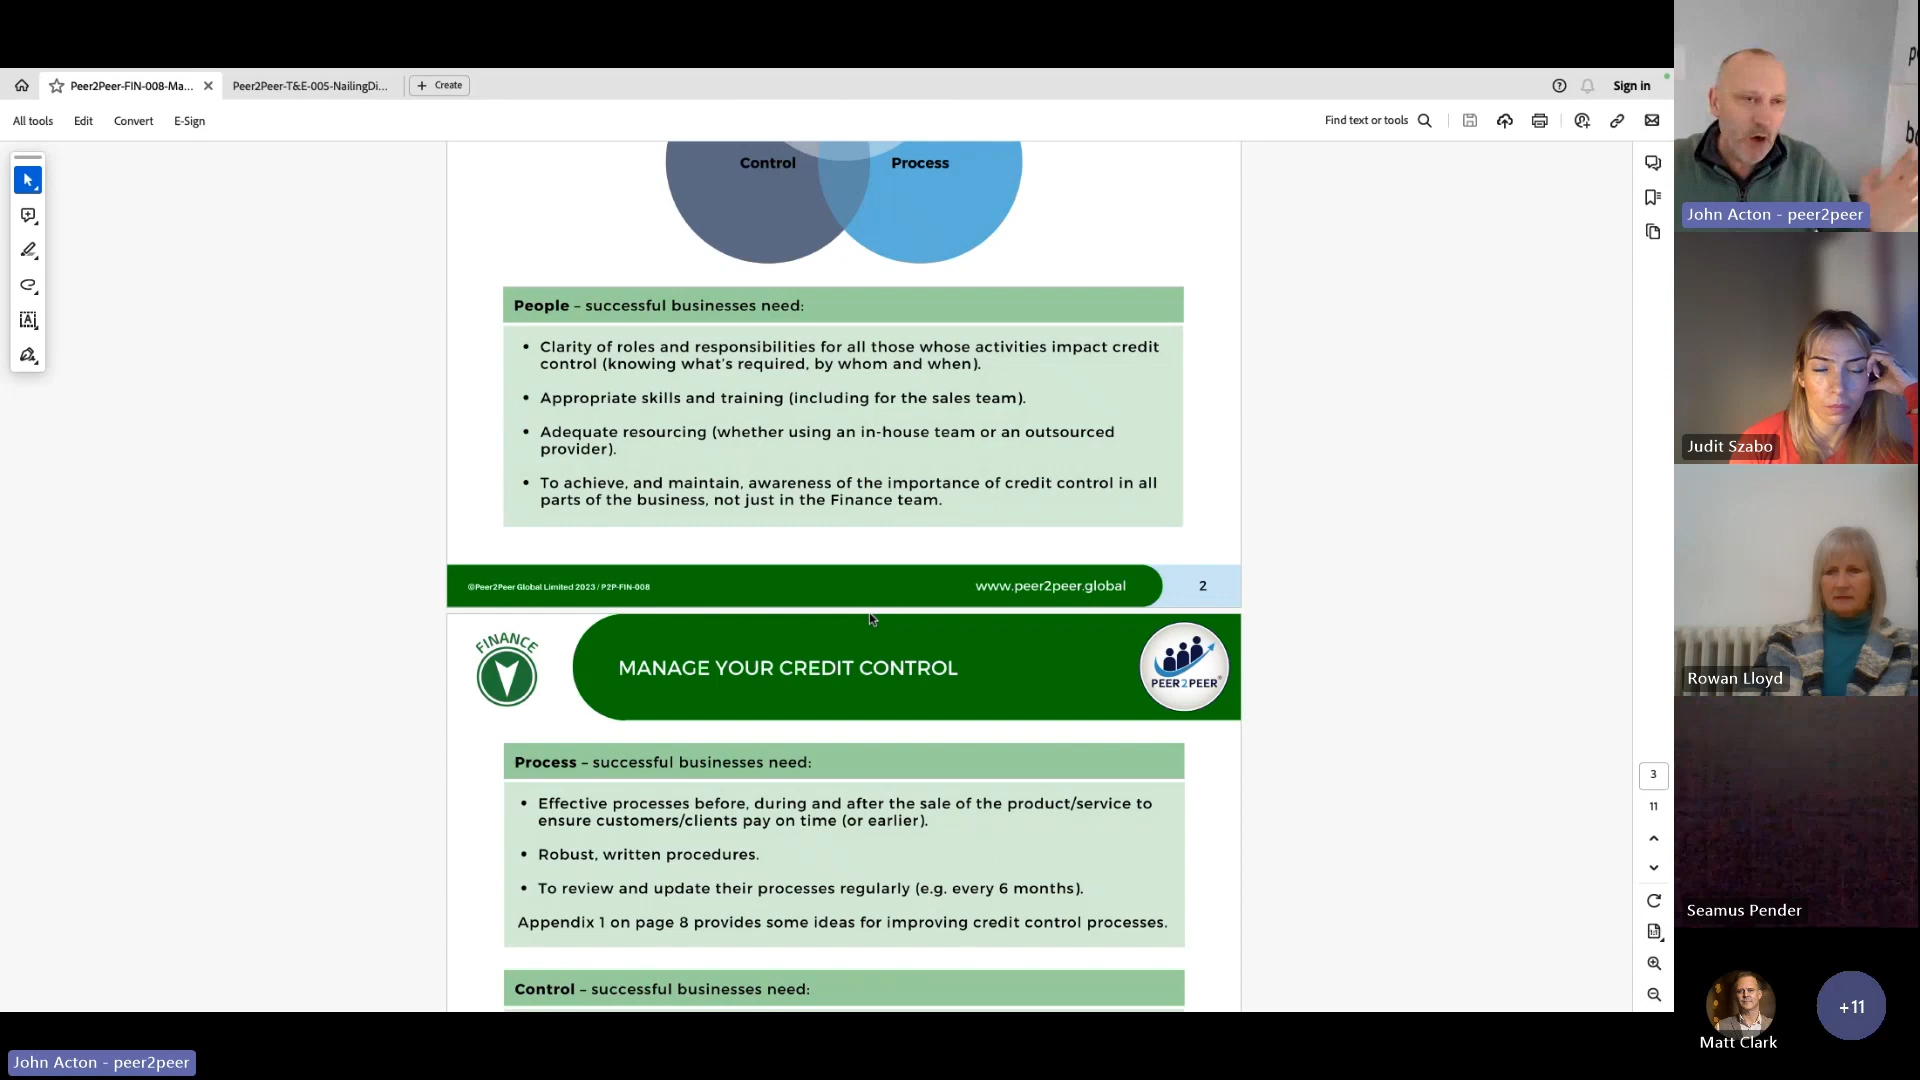 Peer2Peer-FIN-008-Ma...
Peer2Peer-T&E-005-NailingDi...
Create
Sign in
All tools
Edit
Convert
E-Sign
Find text or tools
Control
Process
People – successful businesses need:
• Clarity of roles and responsibilities for all those whose activities impact credit
control (knowing what's required, by whom and when).
• Appropriate skills and training (including for the sales team).
• Adequate resourcing (whether using an in-house team or an outsourced
provider).
• To achieve, and maintain, awareness of the importance of credit control in all
parts of the business, not just in the Finance team.
©Peer2Peer Global Limited 2023 / P2P-FIN-008
www.peer2peer.global
2
FINANCE
MANAGE YOUR CREDIT CONTROL
PEER2PEER
Process – successful businesses need:
• Effective processes before, during and after the sale of the product/service to
ensure customers/clients pay on time (or earlier).
• Robust, written procedures.
• To review and update their processes regularly (e.g. every 6 months).
Appendix 1 on page 8 provides some ideas for improving credit control processes.
Control – successful businesses need:
3
11
John Acton - peer2peer
Judit Szabo
Rowan Lloyd
Seamus Pender
Matt Clark
+11
John Acton - peer2peer